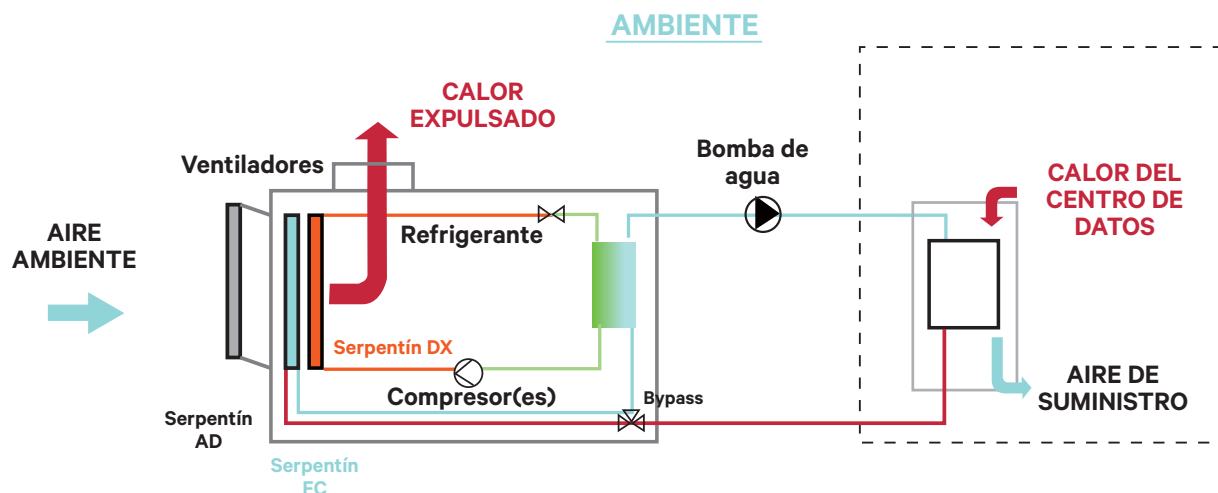 AMBIENTE
CALOR
EXPULSADO
Ventiladores
Bomba de
agua
CALOR DEL
CENTRO DE
DATOS
AIRE
AMBIENTE
Refrigerante
Serpentín DX
Compresor(es)
Bypass
AIRE DE
SUMINISTRO
Serpentín
AD
Serpentín
FC